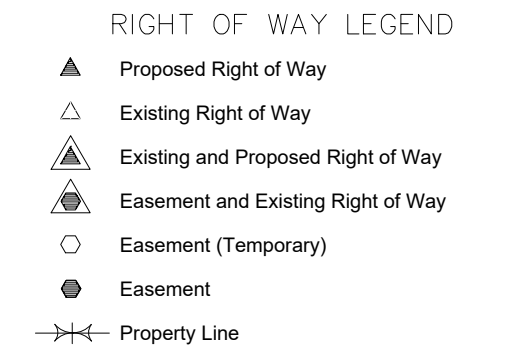 RIGHT OF WAY LEGEND
Proposed Right of Way
Existing Right of Way
Existing and Proposed Right of Way
Easement and Existing Right of Way
Easement (Temporary)
Easement
Property Line